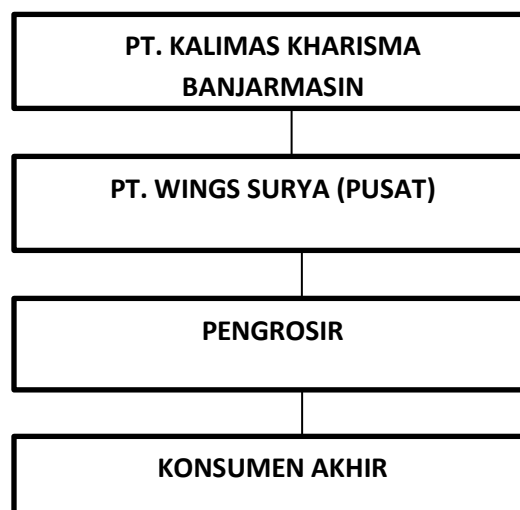 PT. KALIMAS KHARISMA
BANJARMASIN
PT. WINGS SURYA (PUSAT)
PENGROSIR
KONSUMEN AKHIR